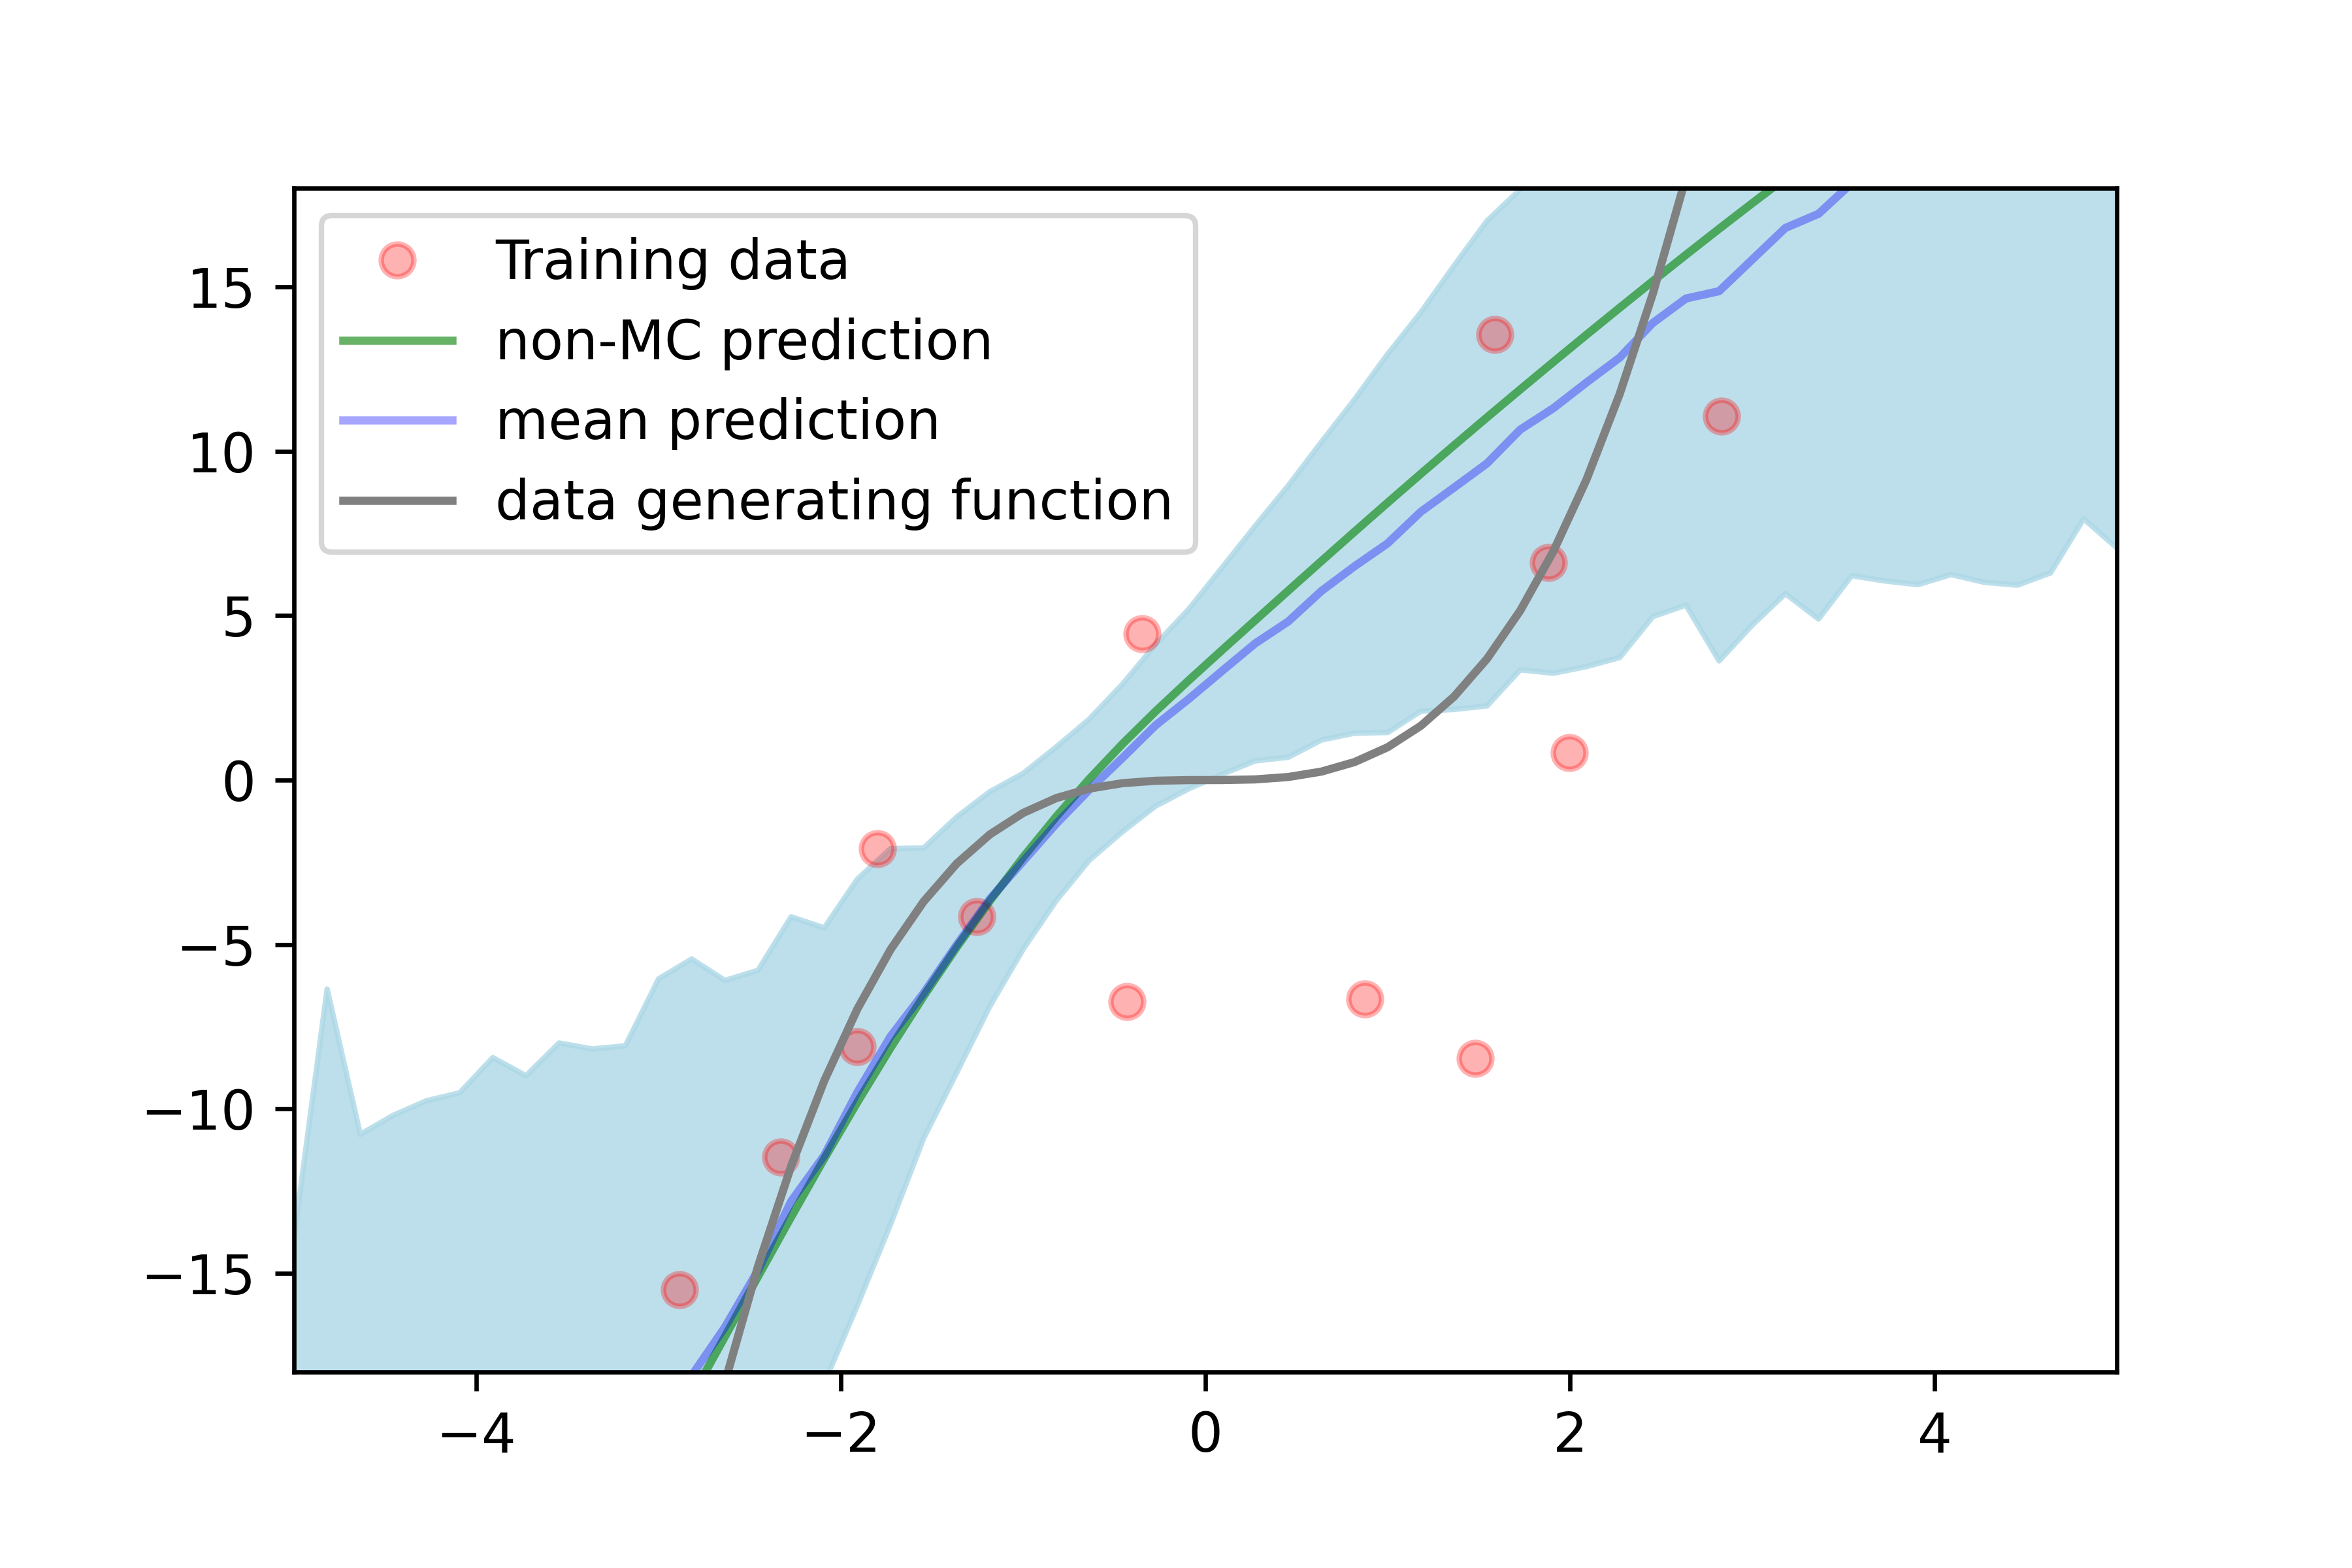 Training data
non-MC prediction
mean prediction
data generating function
15
10
5
0
−5
−10
−15
−4 −2 0 2 4